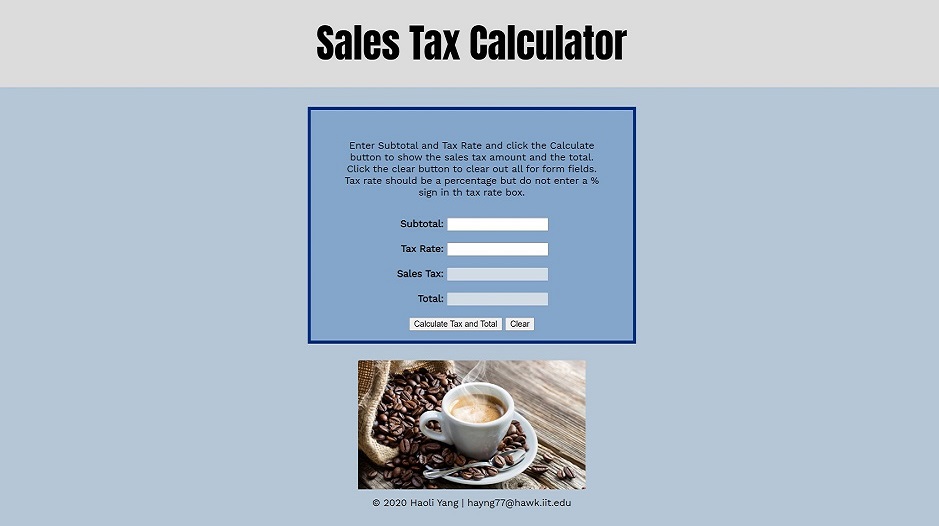 Sales Tax Calculator
Enter Subtotal and Tax Rate and click the Calculate
button to show the sales tax amount and the total.
Click the clear button to clear out all for form fields.
Tax rate should be a percentage but do not enter a %
sign in th tax rate box.
Subtotal:
Tax Rate:
Sales Tax:
Total:
Calculate Tax and Total Clear
© 2020 Haoli Yang | hayng77@hawk.iit.edu